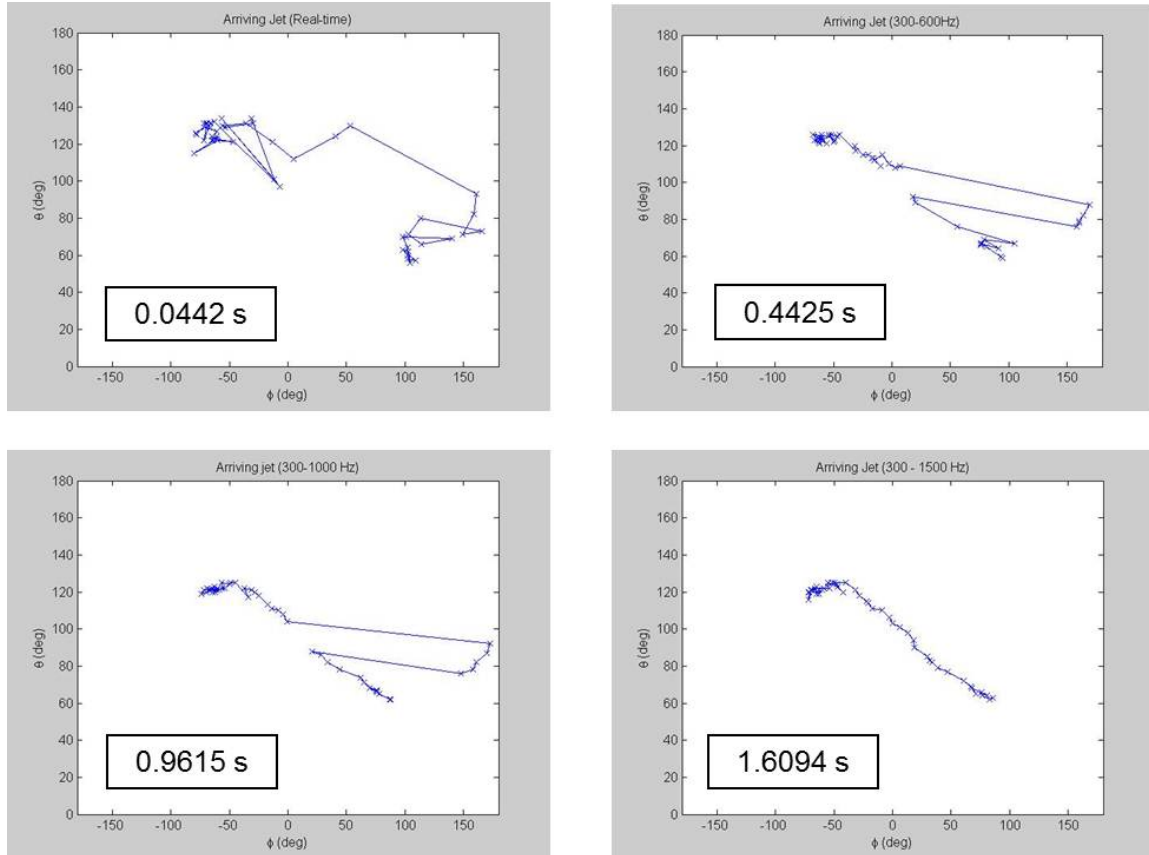 Arriving Jet (Real-time)
180
160
140
120
100
80
60
40
20
0
θ (deg)
-150 -100 -50 0 50 100 150
ϕ (deg)
0.0442 s
Arriving Jet (300-600Hz)
180
160
140
120
100
80
60
40
20
0
θ (deg)
-150 -100 -50 0 50 100 150
ϕ (deg)
0.4425 s
Arriving jet (300-1000 Hz)
180
160
140
120
100
80
60
40
20
0
θ (deg)
-150 -100 -50 0 50 100 150
ϕ (deg)
0.9615 s
Arriving Jet (300 - 1500 Hz)
180
160
140
120
100
80
60
40
20
0
θ (deg)
-150 -100 -50 0 50 100 150
ϕ (deg)
1.6094 s